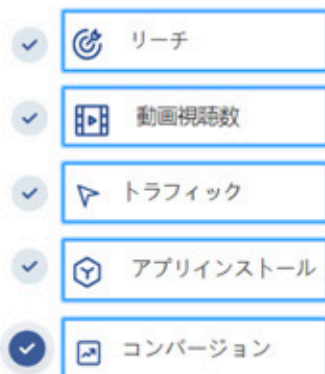 リーチ
動画視聴数
トラフィック
アプリインストール
コンバージョン